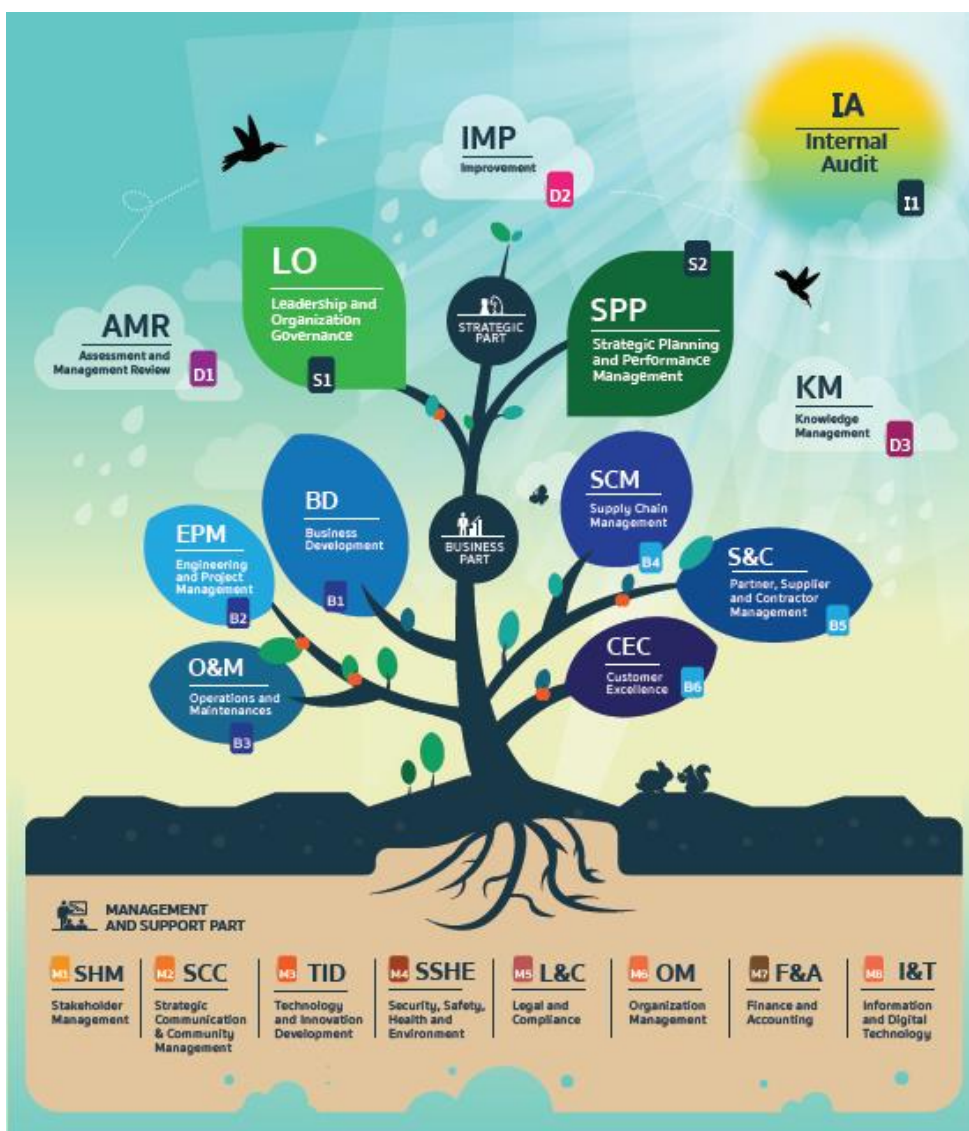 IA
Internal
Audit
I1
IMP
Improvement
D2
LO
Leadership and
Organization
Governance
S1
STRATEGIC
PART
S2
SPP
Strategic Planning
and Performance
Management
AMR
Assessment and
Management Review
D1
KM
Knowledge
Management
D3
BD
Business
Development
B1
BUSINESS
PART
SCM
Supply Chain
Management
B4
EPM
Engineering
and Project
Management
B2
S&C
Partner, Supplier
and Contractor
Management
B5
O&M
Operations and
Maintenances
B3
CEC
Customer
Excellence
B6
MANAGEMENT
AND SUPPORT PART
M1 SHM
Stakeholder
Management
M2 SCC
Strategic
Communication
& Community
Management
M3 TID
Technology
and Innovation
Development
M4 SSHE
Security, Safety,
Health and
Environment
M5 L&C
Legal and
Compliance
M6 OM
Organization
Management
M7 F&A
Finance and
Accounting
M8 I&T
Information
and Digital
Technology